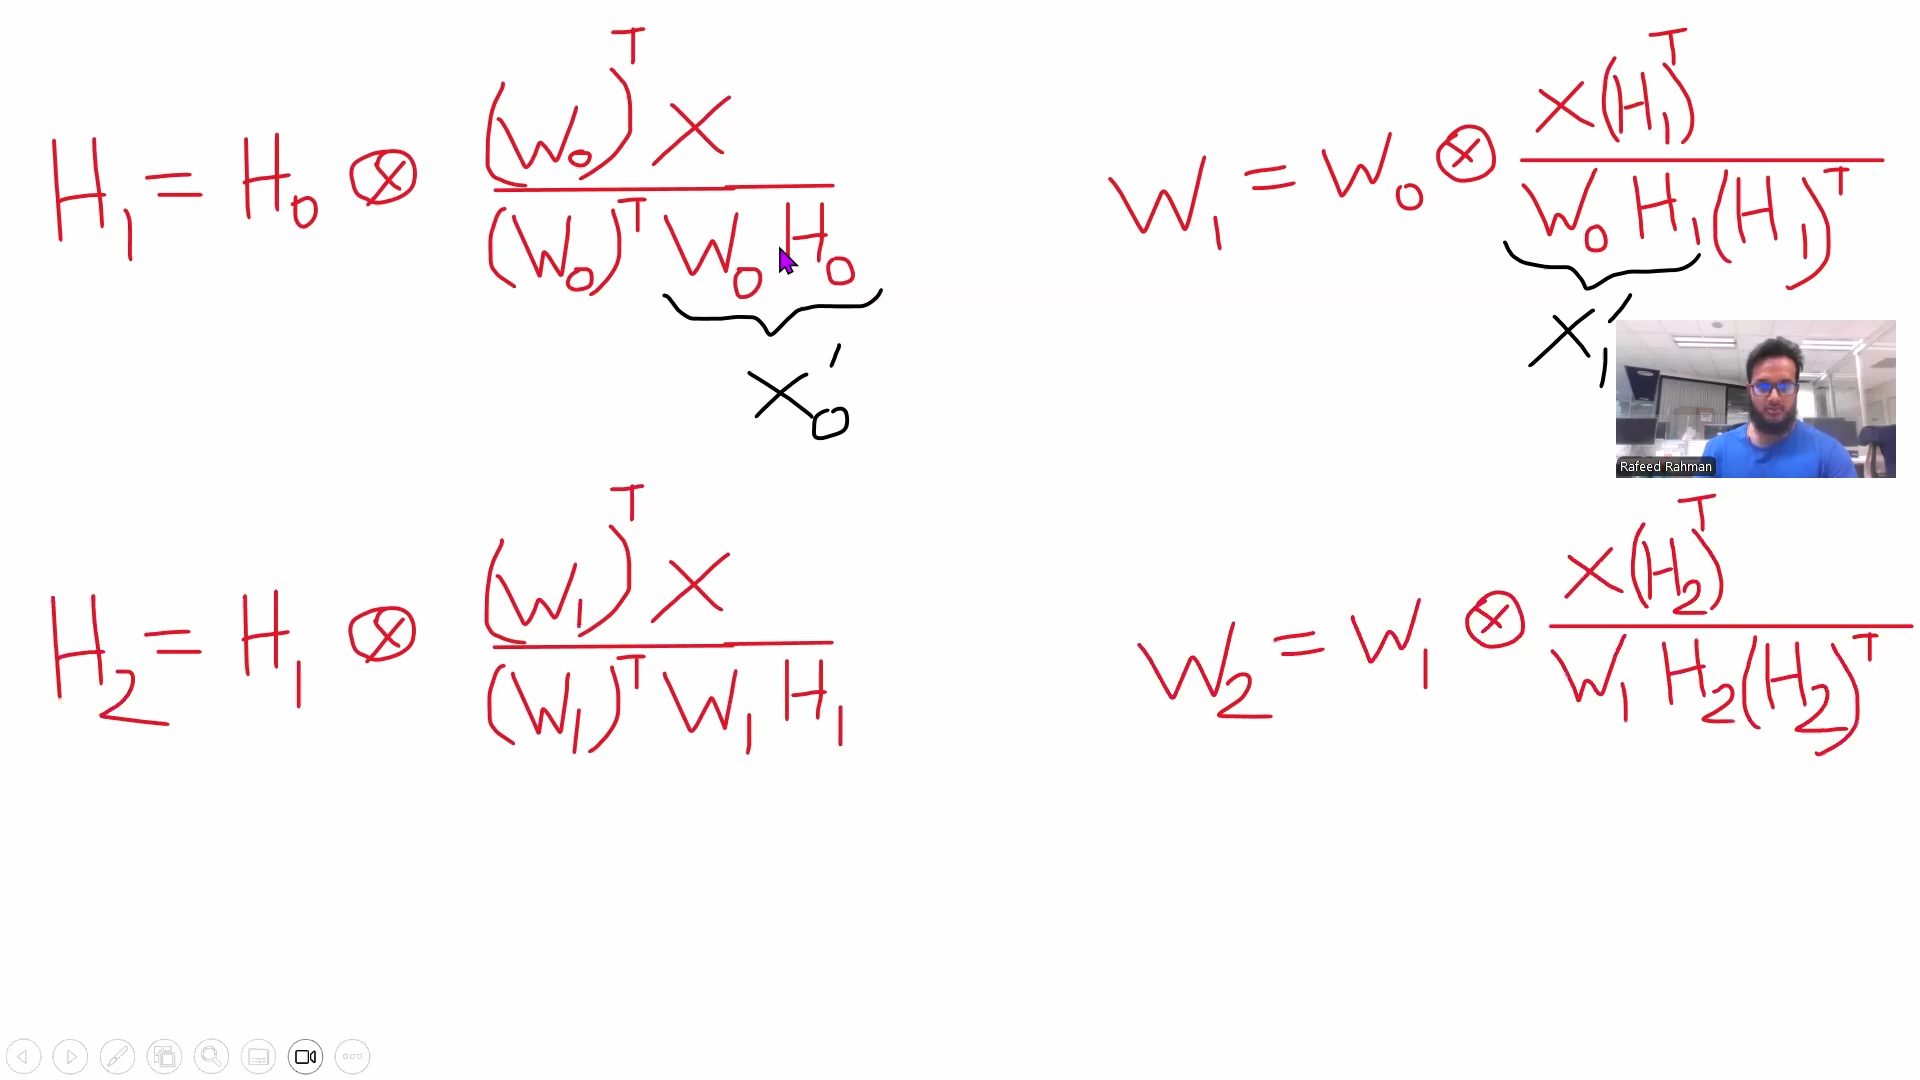 H₁ = H₀ ⊗ (W₀)ᵀ X / (W₀)ᵀ W₀ H₀
X₀′
W₁ = W₀ ⊗ X(H₁)ᵀ / W₀ H₁ (H₁)ᵀ
X₁′
Rafeed Rahman
H₂ = H₁ ⊗ (W₁)ᵀ X / (W₁)ᵀ W₁ H₁
W₂ = W₁ ⊗ X(H₂)ᵀ / W₁ H₂ (H₂)ᵀ